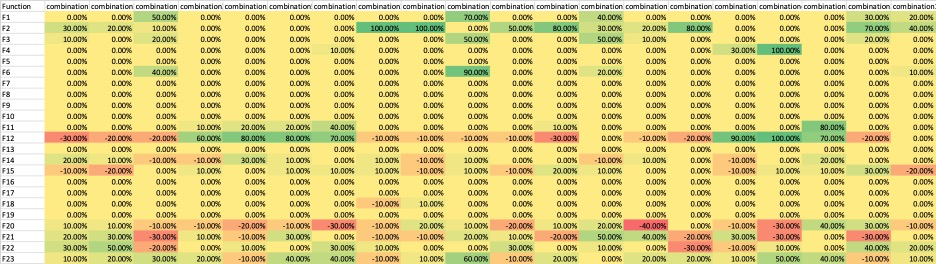 Function combination combination combination combination combination combination combination combination combination combination combination combination combination combination combination combination combination combination combination combination
F1 0.00% 0.00% 50.00% 0.00% 0.00% 0.00% 0.00% 0.00% 0.00% 70.00% 0.00% 0.00% 40.00% 0.00% 0.00% 0.00% 0.00% 0.00% 30.00% 20.00%
F2 30.00% 20.00% 10.00% 0.00% 0.00% 0.00% 0.00% 100.00% 100.00% 0.00% 50.00% 80.00% 30.00% 20.00% 80.00% 0.00% 0.00% 0.00% 70.00% 40.00%
F3 10.00% 0.00% 20.00% 0.00% 0.00% 0.00% 0.00% 0.00% 0.00% 50.00% 0.00% 0.00% 50.00% 10.00% 0.00% 0.00% 0.00% 0.00% 20.00% 0.00%
F4 0.00% 0.00% 0.00% 0.00% 0.00% 0.00% 10.00% 0.00% 0.00% 0.00% 0.00% 0.00% 0.00% 0.00% 0.00% 30.00% 100.00% 0.00% 0.00% 0.00%
F5 0.00% 0.00% 0.00% 0.00% 0.00% 0.00% 0.00% 0.00% 0.00% 0.00% 0.00% 0.00% 0.00% 0.00% 0.00% 0.00% 0.00% 0.00% 0.00% 0.00%
F6 0.00% 0.00% 40.00% 0.00% 0.00% 0.00% 0.00% 0.00% 0.00% 90.00% 0.00% 0.00% 20.00% 0.00% 0.00% 0.00% 0.00% 0.00% 0.00% 10.00%
F7 0.00% 0.00% 0.00% 0.00% 0.00% 0.00% 0.00% 0.00% 0.00% 0.00% 0.00% 0.00% 0.00% 0.00% 0.00% 0.00% 0.00% 0.00% 0.00% 0.00%
F8 0.00% 0.00% 0.00% 0.00% 0.00% 0.00% 0.00% 0.00% 0.00% 0.00% 0.00% 0.00% 0.00% 0.00% 0.00% 0.00% 0.00% 0.00% 0.00% 0.00%
F9 0.00% 0.00% 0.00% 0.00% 0.00% 0.00% 0.00% 0.00% 0.00% 0.00% 0.00% 0.00% 0.00% 0.00% 0.00% 0.00% 0.00% 0.00% 0.00% 0.00%
F10 0.00% 0.00% 0.00% 0.00% 0.00% 0.00% 0.00% 0.00% 0.00% 0.00% 0.00% 0.00% 0.00% 0.00% 0.00% 0.00% 0.00% 0.00% 0.00% 0.00%
F11 0.00% 0.00% 0.00% 10.00% 20.00% 20.00% 40.00% 0.00% 0.00% 0.00% 0.00% 10.00% 0.00% 0.00% 0.00% 0.00% 0.00% 80.00% 0.00% 0.00%
F12 -30.00% -20.00% -20.00% 60.00% 80.00% 80.00% 70.00% -10.00% -10.00% -10.00% -10.00% -30.00% 0.00% -10.00% -20.00% 90.00% 100.00% 70.00% -20.00% 0.00%
F13 0.00% 0.00% 0.00% 0.00% 0.00% 0.00% 0.00% 0.00% 0.00% 0.00% 0.00% 0.00% 0.00% 0.00% 0.00% 0.00% 0.00% 0.00% 0.00% 0.00%
F14 20.00% 10.00% -10.00% -10.00% 30.00% 10.00% 0.00% 10.00% -10.00% 10.00% 0.00% 0.00% -10.00% 10.00% 0.00% -10.00% 0.00% 20.00% 0.00% 0.00%
F15 -10.00% -20.00% 0.00% 0.00% 0.00% 10.00% 10.00% 0.00% -10.00% 10.00% -10.00% 20.00% 10.00% 0.00% 0.00% -10.00% 10.00% 10.00% 30.00% -20.00%
F16 0.00% 0.00% 0.00% 0.00% 0.00% 0.00% 0.00% 0.00% 0.00% 0.00% 0.00% 0.00% 0.00% 0.00% 0.00% 0.00% 0.00% 0.00% 0.00% 0.00%
F17 0.00% 0.00% 0.00% 0.00% 0.00% 0.00% 0.00% 0.00% 0.00% 0.00% 0.00% 0.00% 0.00% 0.00% 0.00% 0.00% 0.00% 0.00% 0.00% 0.00%
F18 0.00% 0.00% 0.00% 0.00% 0.00% 0.00% 0.00% -10.00% 10.00% 0.00% 0.00% 0.00% 0.00% 0.00% 0.00% 0.00% 0.00% 0.00% 0.00% 0.00%
F19 0.00% 0.00% 0.00% 0.00% 0.00% 0.00% 0.00% 0.00% 0.00% 0.00% 0.00% 0.00% 0.00% 0.00% 0.00% 0.00% 0.00% 0.00% 0.00% 0.00%
F20 10.00% 10.00% -10.00% 10.00% -20.00% -10.00% -30.00% -10.00% -20.00% 10.00% -10.00% 10.00% 20.00% -40.00% 0.00% -10.00% -30.00% 40.00% 10.00% -10.00%
F21 20.00% 30.00% -30.00% 10.00% -10.00% 30.00% 0.00% 10.00% 20.00% 0.00% 10.00% -20.00% 50.00% 40.00% -20.00% 30.00% -30.00% -10.00% -30.00% 0.00%
F22 30.00% 50.00% -20.00% 0.00% 0.00% 0.00% 30.00% 0.00% 0.00% 0.00% 30.00% 0.00% 0.00% 0.00% -30.00% -10.00% 0.00% 0.00% 40.00% 20.00%
F23 10.00% 20.00% 30.00% 20.00% -10.00% 40.00% 40.00% -10.00% 10.00% 60.00% 10.00% 20.00% 0.00% 20.00% 20.00% 10.00% 50.00% 40.00% 20.00% 10.00%